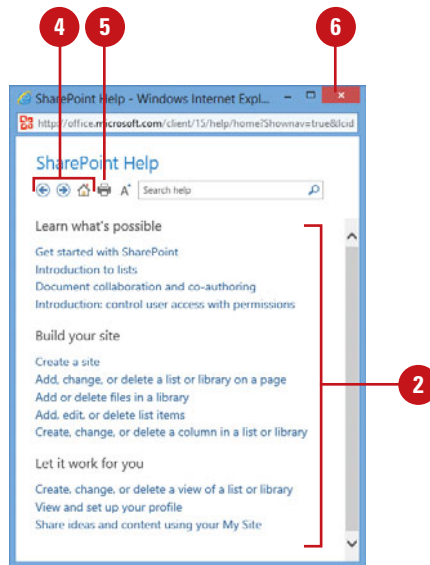 4 5 6
SharePoint Help - Windows Internet Expl...
http://office.microsoft.com/client/15/help/home?Shownav=true&lcid
SharePoint Help
A Search help
Learn what's possible
Get started with SharePoint
Introduction to lists
Document collaboration and co-authoring
Introduction: control user access with permissions
Build your site
Create a site
Add, change, or delete a list or library on a page
2
Add or delete files in a library
Add, edit, or delete list items
Create, change, or delete a column in a list or library
Let it work for you
Create, change, or delete a view of a list or library
View and set up your profile
Share ideas and content using your My Site